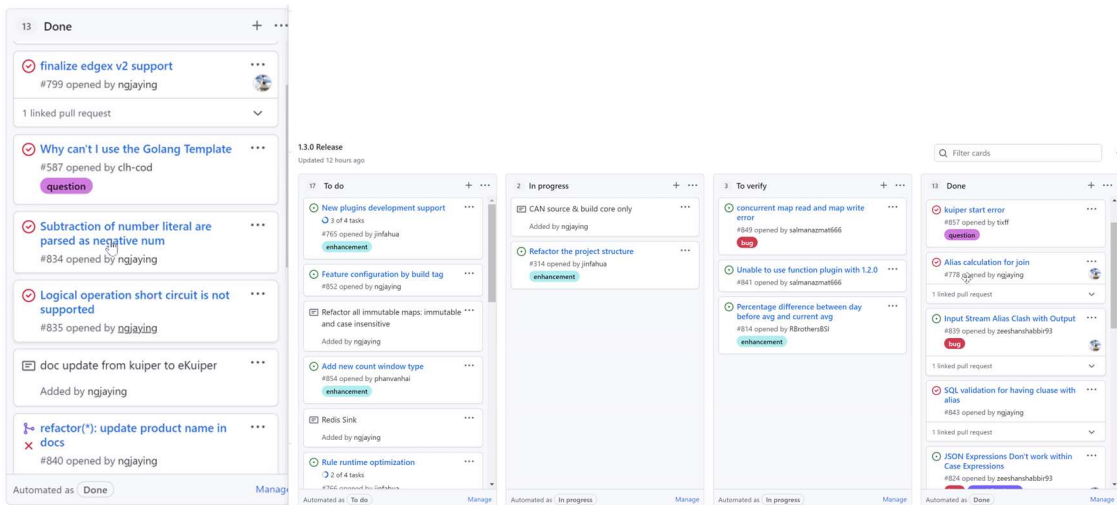 13 Done
finalize edgex v2 support
#799 opened by ngjaying
1 linked pull request
Why can't I use the Golang Template
#587 opened by clh-cod
question
Subtraction of number literal are
parsed as negative num
#834 opened by ngjaying
Logical operation short circuit is not
supported
#835 opened by ngjaying
doc update from kuiper to eKuiper
Added by ngjaying
refactor(*): update product name in
docs
#840 opened by ngjaying
Automated as Done
Manage
1.3.0 Release
Updated 12 hours ago
Filter cards
17 To do
New plugins development support
3 of 4 tasks
#765 opened by jinfahua
enhancement
Feature configuration by build tag
#852 opened by ngjaying
Refactor all immutable maps: immutable
and case insensitive
Added by ngjaying
Add new count window type
#854 opened by phanvanhai
enhancement
Redis Sink
Added by ngjaying
Rule runtime optimization
2 of 4 tasks
#766 opened by jinfahua
Automated as To do
Manage
2 In progress
CAN source & build core only
Added by ngjaying
Refactor the project structure
#314 opened by jinfahua
enhancement
Automated as In progress
Manage
3 To verify
concurrent map read and map write
error
#849 opened by salmanazmat666
bug
Unable to use function plugin with 1.2.0
#841 opened by salmanazmat666
Percentage difference between day
before avg and current avg
#814 opened by RBrothersBSI
enhancement
Automated as In progress
Manage
13 Done
kuiper start error
#857 opened by tixff
question
Alias calculation for join
#778 opened by ngjaying
1 linked pull request
Input Stream Alias Clash with Output
#839 opened by zeeshanshabbir93
bug
1 linked pull request
SQL validation for having cluase with
alias
#843 opened by ngjaying
1 linked pull request
JSON Expressions Don't work within
Case Expressions
#824 opened by zeeshanshabbir93
Automated as Done
Manage